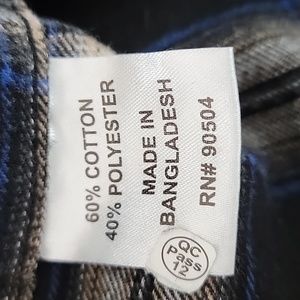 60% COTTON
40% POLYESTER
MADE IN
BANGLADESH
RN# 90504
QC
Pass
12